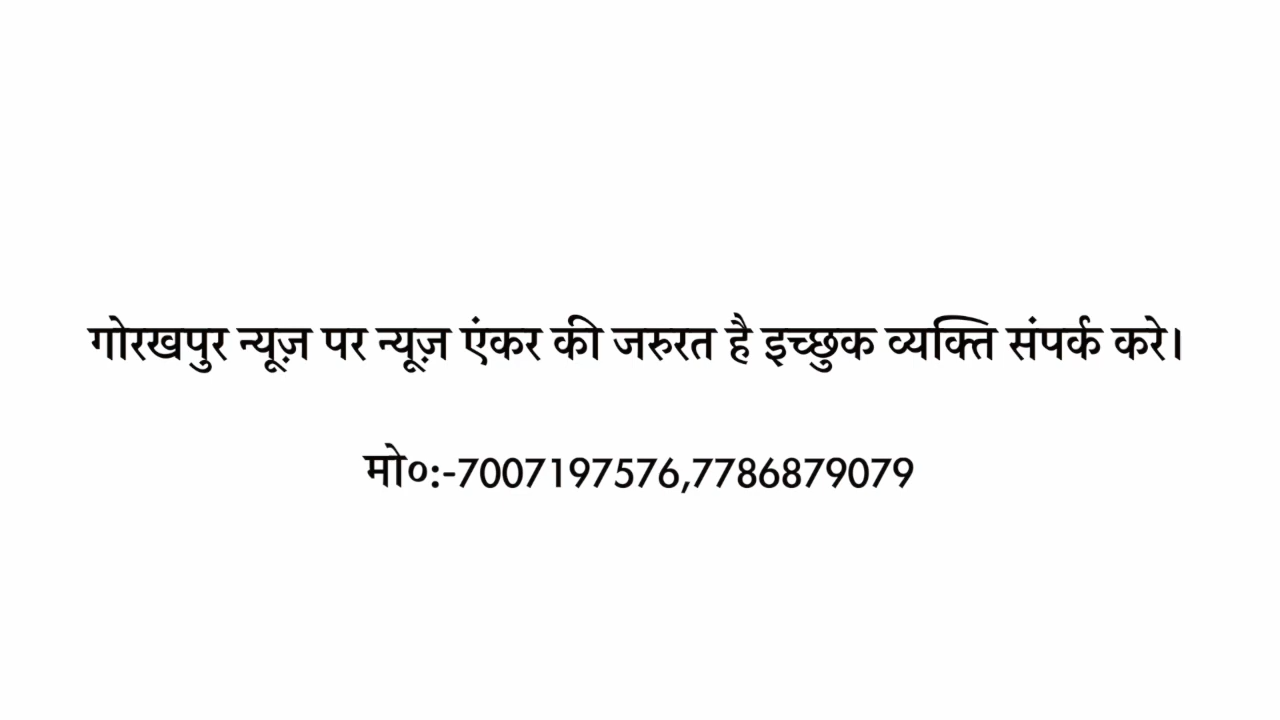 गोरखपुर न्यूज़ पर न्यूज़ एंकर की जरुरत है इच्छुक व्यक्ति संपर्क करे।
मो०:-7007197576,7786879079